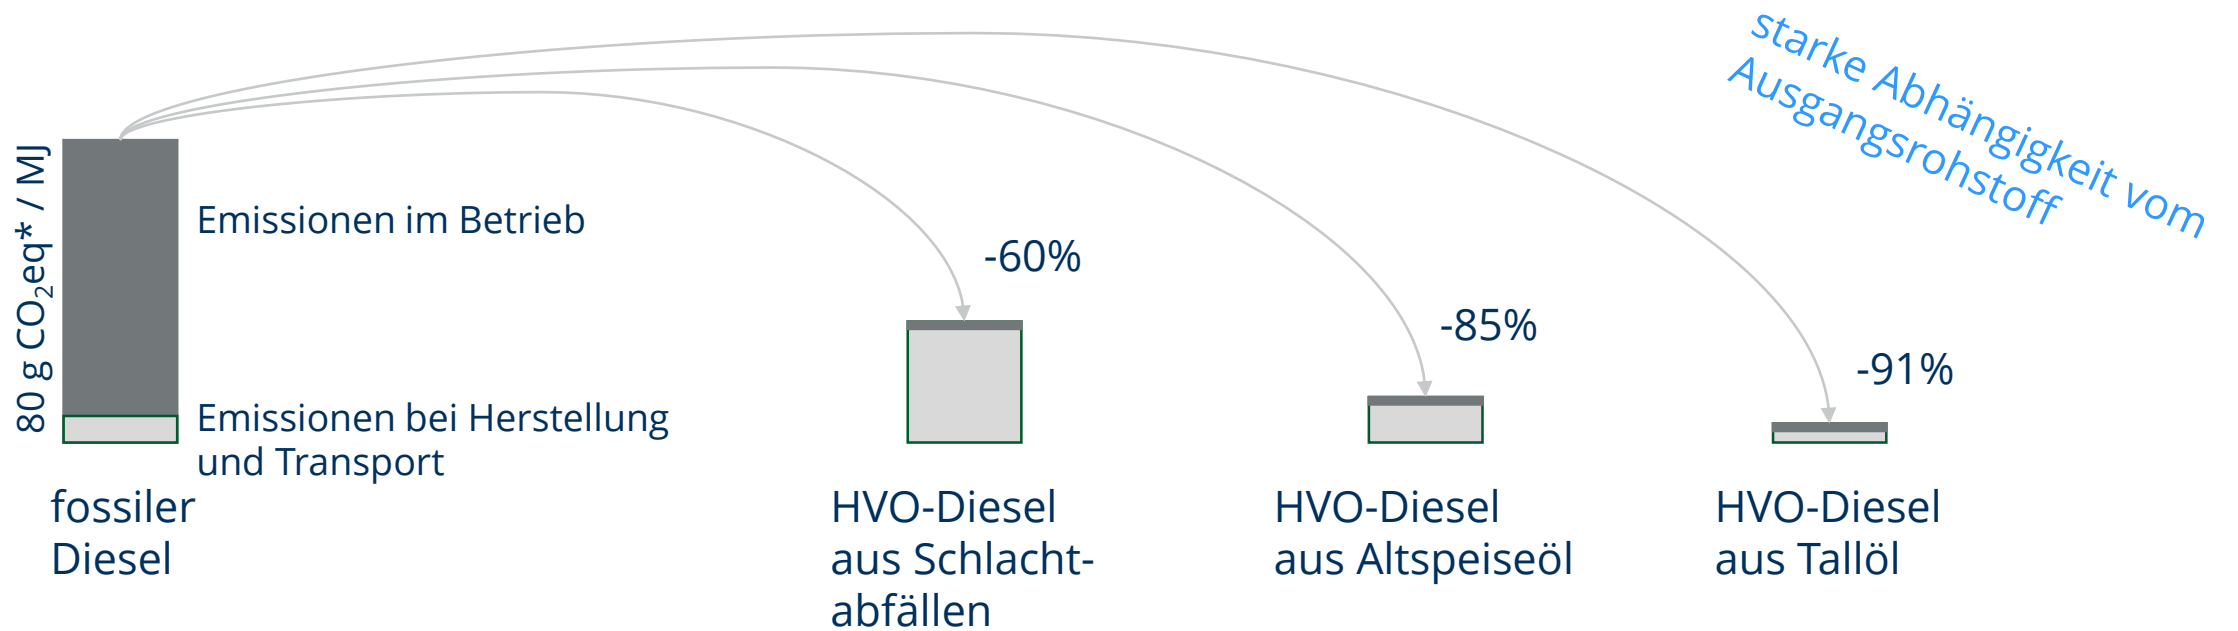 starke Abhängigkeit vom
Ausgangsrohstoff
80 g CO₂eq* / MJ
Emissionen im Betrieb
-60%
-85%
-91%
Emissionen bei Herstellung
und Transport
fossiler
Diesel
HVO-Diesel
aus Schlacht-
abfällen
HVO-Diesel
aus Altspeiseöl
HVO-Diesel
aus Tallöl